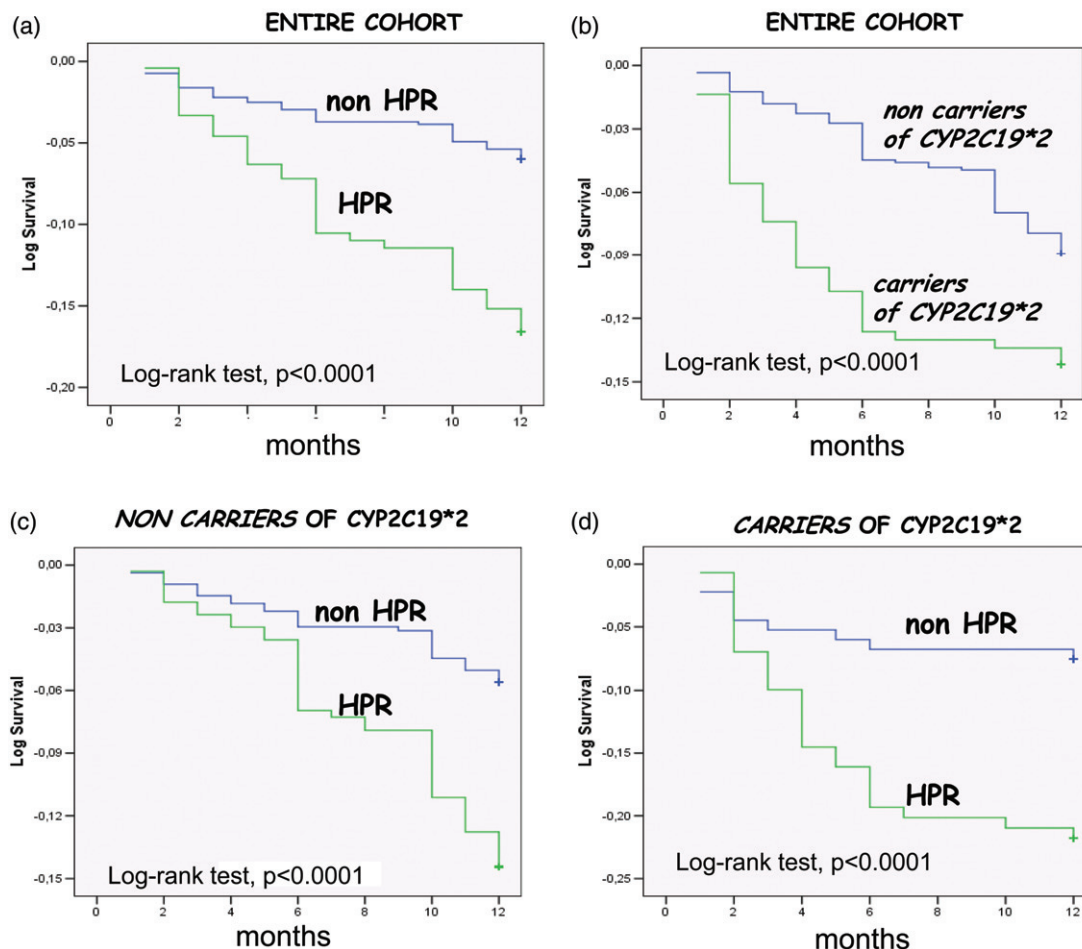 (a)
ENTIRE COHORT
0,00
-0,05
-0,10
-0,15
-0,20
Log Survival
non HPR
HPR
Log-rank test, p<0.0001
0
2
4
6
8
10
12
months
(b)
ENTIRE COHORT
0,00
-0,03
-0,06
-0,09
-0,12
-0,15
Log Survival
non carriers
of CYP2C19*2
carriers
of CYP2C19*2
Log-rank test, p<0.0001
0
2
4
6
8
10
12
months
(c)
NON CARRIERS OF CYP2C19*2
0,00
-0,03
-0,06
-0,09
-0,12
-0,15
Log Survival
non HPR
HPR
Log-rank test, p<0.0001
0
2
4
6
8
10
12
months
(d)
CARRIERS OF CYP2C19*2
0,00
-0,05
-0,10
-0,15
-0,20
-0,25
Log Survival
non HPR
HPR
Log-rank test, p<0.0001
0
2
4
6
8
10
12
months